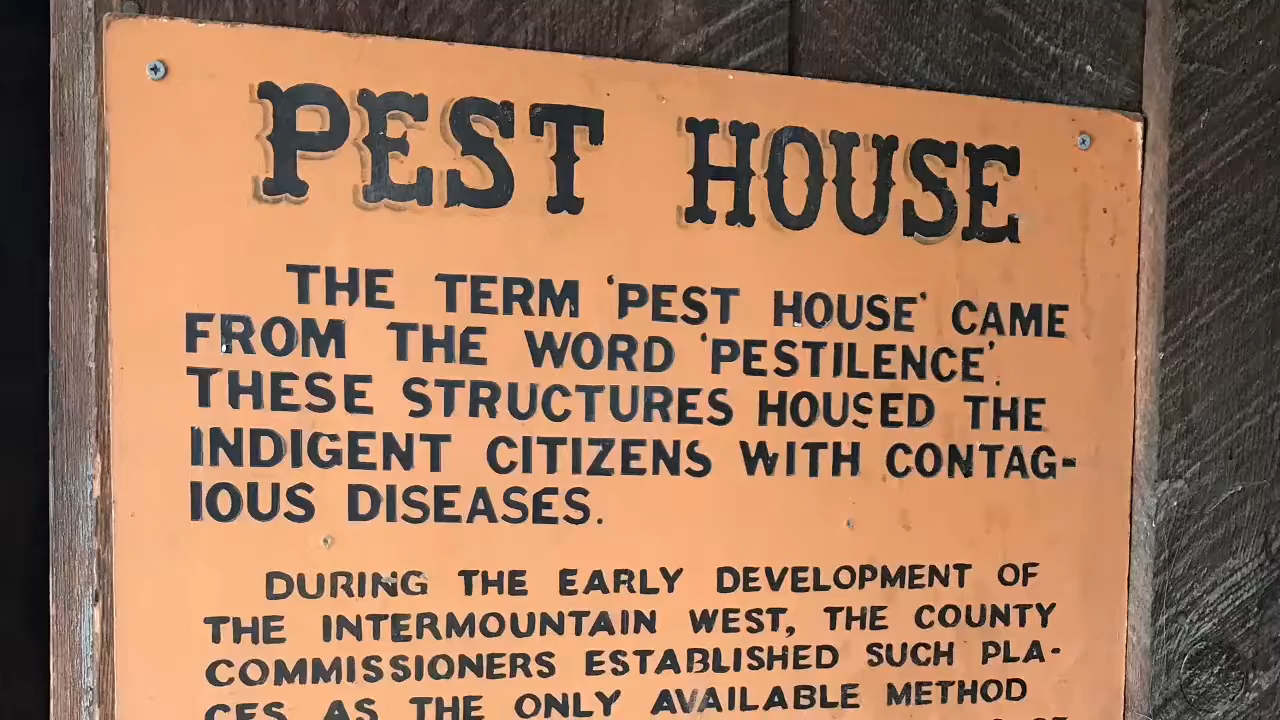 PEST HOUSE
THE TERM 'PEST HOUSE' CAME
FROM THE WORD 'PESTILENCE'.
THESE STRUCTURES HOUSED THE
INDIGENT CITIZENS WITH CONTAG-
IOUS DISEASES.
DURING THE EARLY DEVELOPMENT OF
THE INTERMOUNTAIN WEST, THE COUNTY
COMMISSIONERS ESTABLISHED SUCH PLA-
CES AS THE ONLY AVAILABLE METHOD